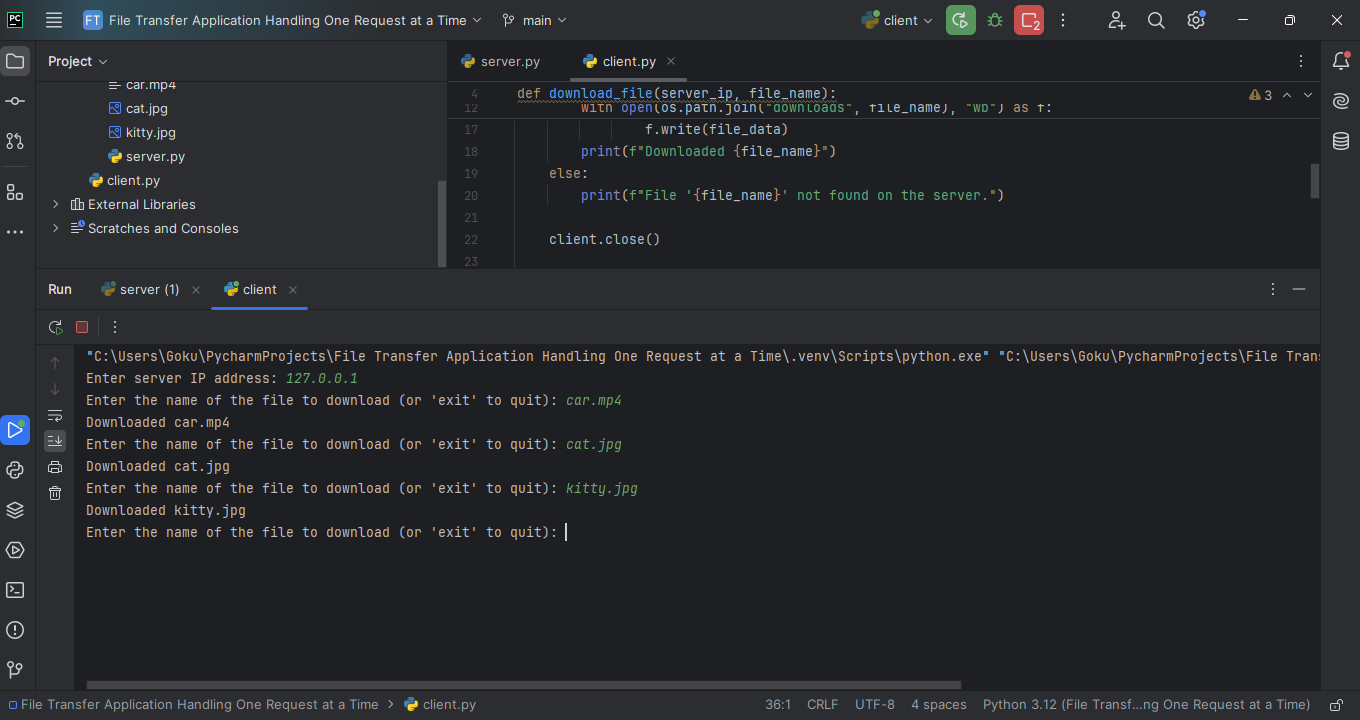 PC FT File Transfer Application Handling One Request at a Time main client 2
Project
car.mp4
cat.jpg
kitty.jpg
server.py
client.py
External Libraries
Scratches and Consoles
server.py client.py
4 def download_file(server_ip, file_name): 3
12 with open(os.path.join("downloads", file_name), "wb") as f:
17 f.write(file_data)
18 print(f"Downloaded {file_name}")
19 else:
20 print(f"File '{file_name}' not found on the server.")
21
22 client.close()
23
Run server (1) client
"C:\Users\Goku\PycharmProjects\File Transfer Application Handling One Request at a Time\.venv\Scripts\python.exe" "C:\Users\Goku\PycharmProjects\File Tran
Enter server IP address: 127.0.0.1
Enter the name of the file to download (or 'exit' to quit): car.mp4
Downloaded car.mp4
Enter the name of the file to download (or 'exit' to quit): cat.jpg
Downloaded cat.jpg
Enter the name of the file to download (or 'exit' to quit): kitty.jpg
Downloaded kitty.jpg
Enter the name of the file to download (or 'exit' to quit):
File Transfer Application Handling One Request at a Time > client.py 36:1 CRLF UTF-8 4 spaces Python 3.12 (File Transf...ng One Request at a Time)